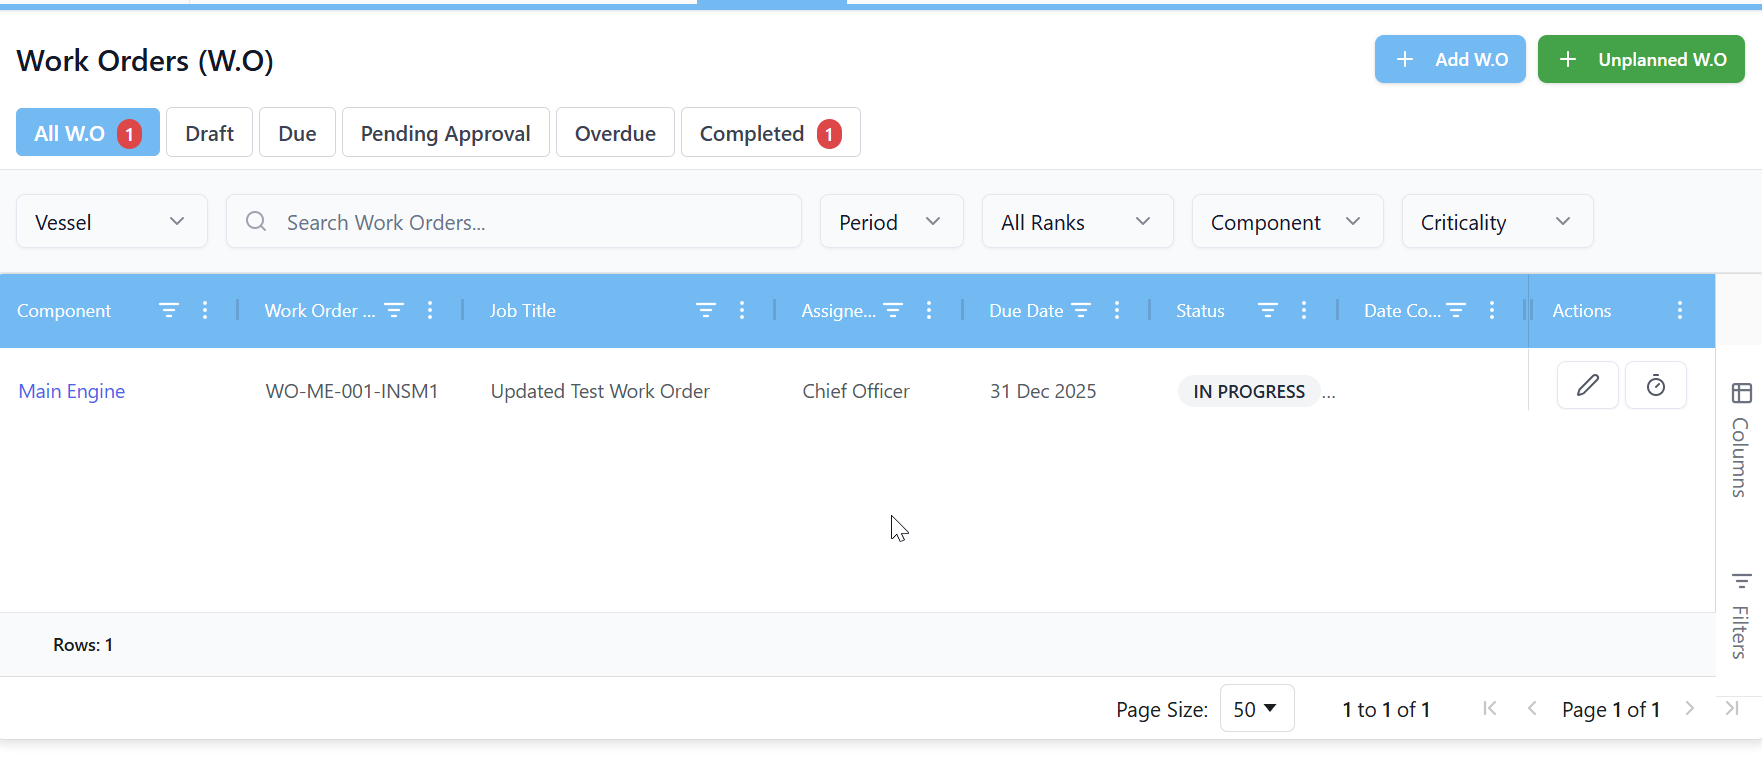 Work Orders (W.O)
+ Add W.O
+ Unplanned W.O
All W.O 1
Draft
Due
Pending Approval
Overdue
Completed 1
Vessel
Search Work Orders...
Period
All Ranks
Component
Criticality
Component
Work Order ...
Job Title
Assigne...
Due Date
Status
Date Co...
Actions
Main Engine
WO-ME-001-INSM1
Updated Test Work Order
Chief Officer
31 Dec 2025
IN PROGRESS ...
Columns
Filters
Rows: 1
Page Size: 50
1 to 1 of 1
Page 1 of 1